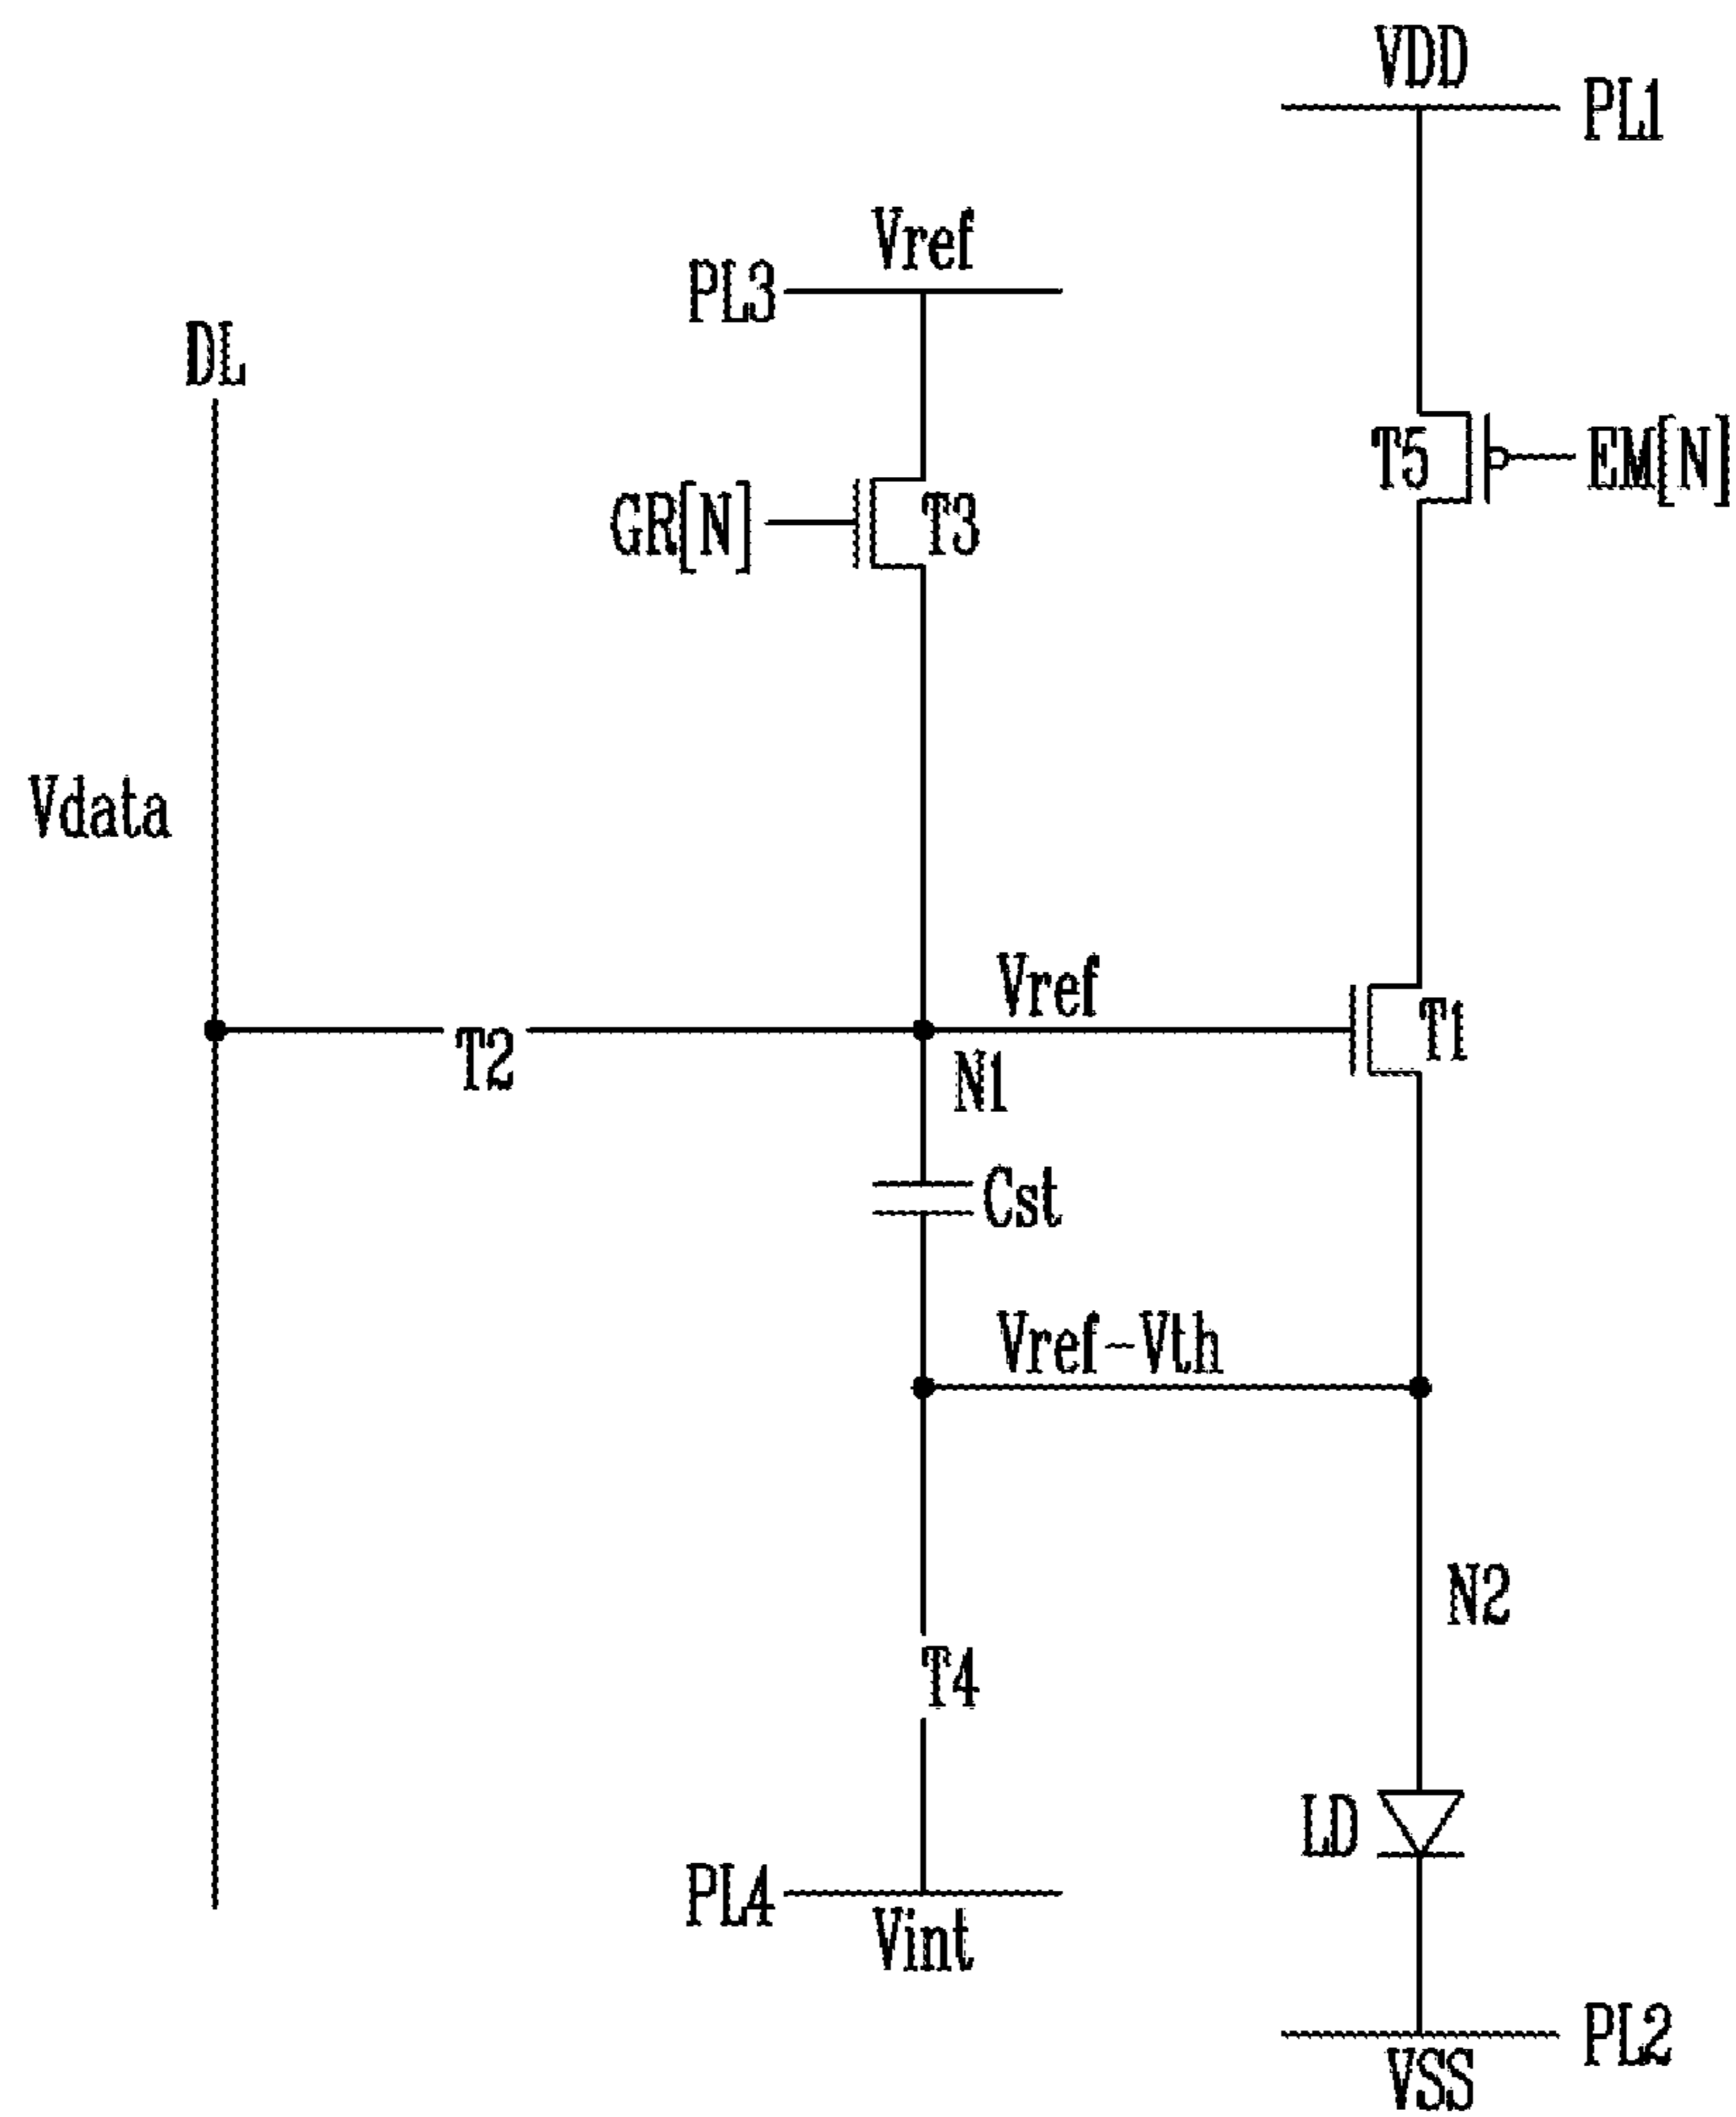 VDD
PL1
Vref
PL3
DL
T5
EM[N]
GR[N]
T3
Vdata
Vref
T1
T2
N1
Cst
Vref-Vth
N2
T4
LD
PL4
Vint
PL2
VSS